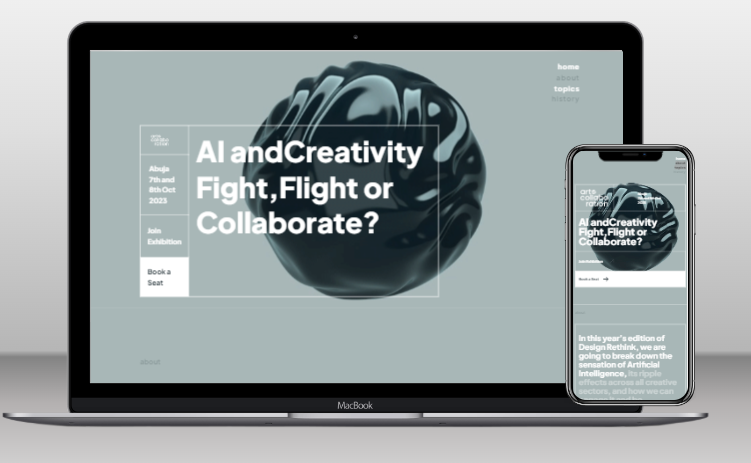 home
about
topics
history
arts
collabo
ration
AI andCreativity
Fight,Flight or
Collaborate?
Abuja
7th and
8th Oct
2023
Join
Exhibition
Book a
Seat
about
MacBook
arts
collabo
ration
AI andCreativity
Fight,Flight or
Collaborate?
Book a Seat
In this year's edition of
Design Rethink, we are
going to break down the
sensation of Artificial
Intelligence, its ripple
effects across all creative
sectors, and how we can